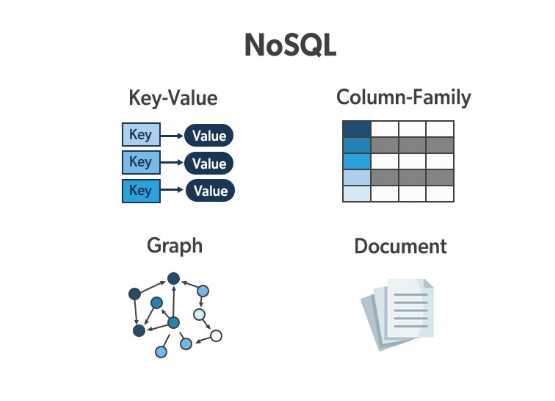 NoSQL
Key-Value
Key Value
Key Value
Key Value
Column-Family
Graph
Document